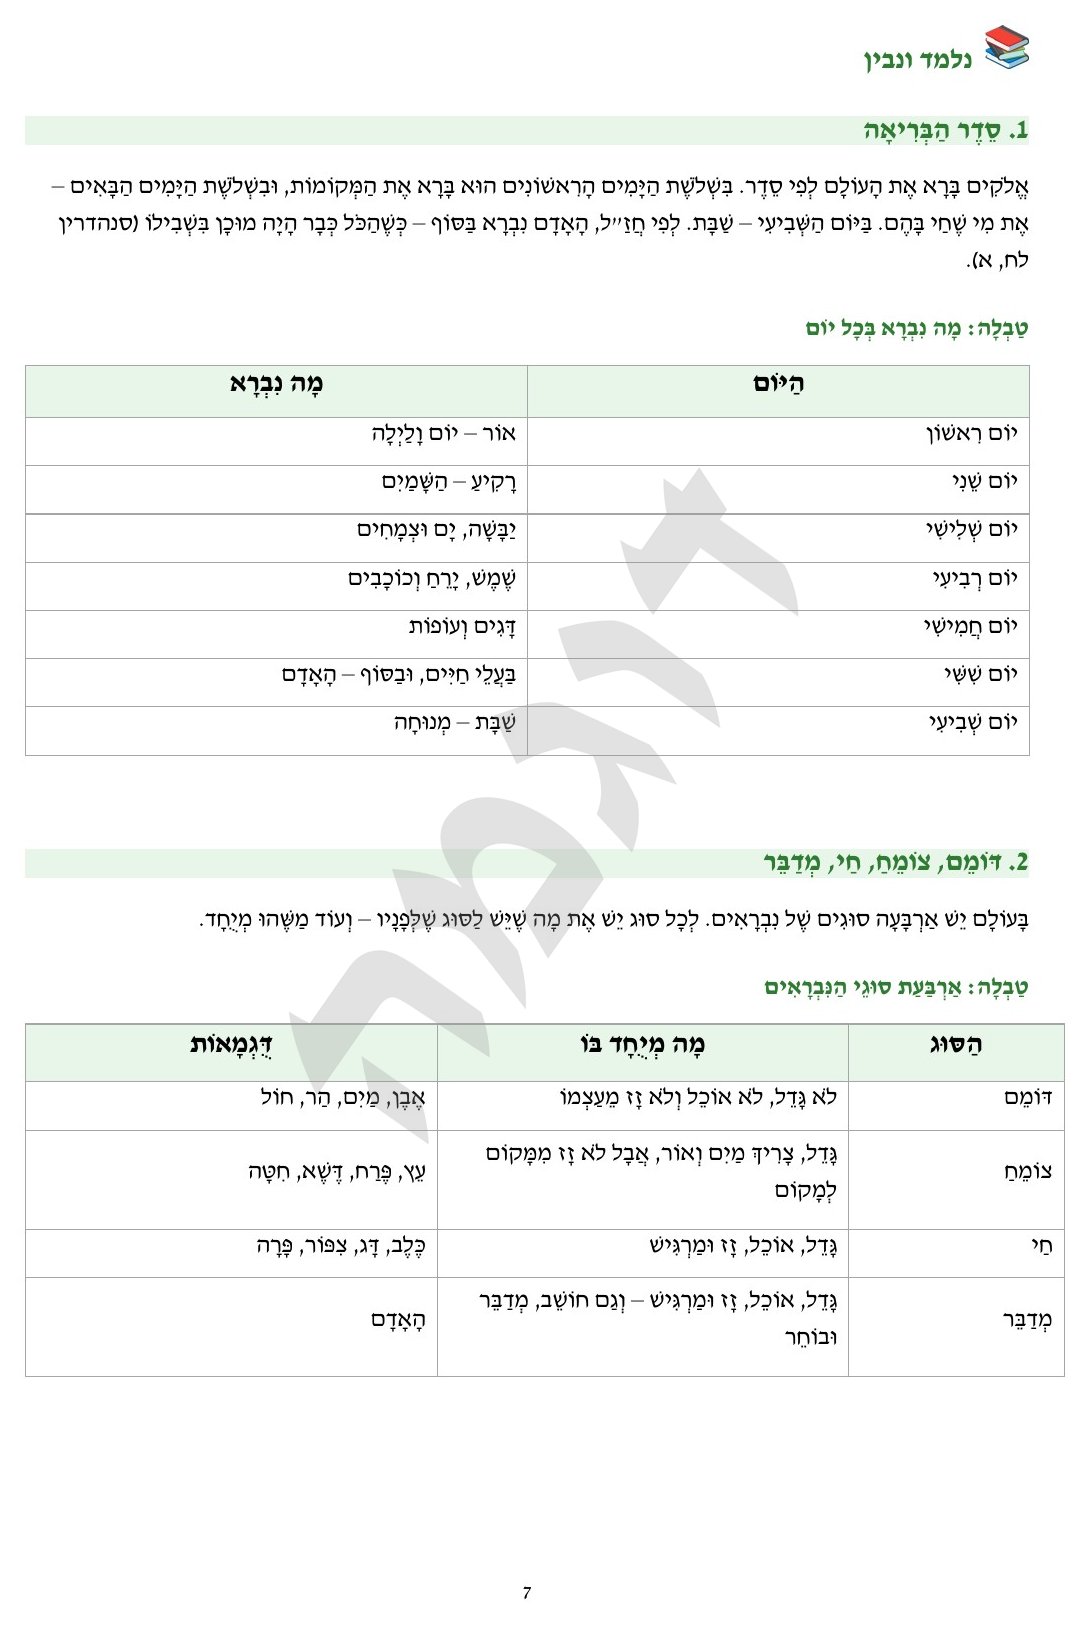 נלמד ונבין
1. סֵדֶר הַבְּרִיאָה
אֱלֹקִים בָּרָא אֶת הָעוֹלָם לְפִי סֵדֶר. בִּשְׁלֹשֶׁת הַיָּמִים הָרִאשׁוֹנִים הוּא בָּרָא אֶת הַמְּקוֹמוֹת, וּבִשְׁלֹשֶׁת הַיָּמִים הַבָּאִים –
אֶת מִי שֶׁחַי בָּהֶם. בַּיּוֹם הַשְּׁבִיעִי – שַׁבָּת. לְפִי חֲזַ״ל, הָאָדָם נִבְרָא בַּסּוֹף – כְּשֶׁהַכֹּל כְּבָר הָיָה מוּכָן בִּשְׁבִילוֹ (סנהדרין
לח, א).
טַבְלָה: מָה נִבְרָא בְּכָל יוֹם
הַיּוֹם מָה נִבְרָא
יוֹם רִאשׁוֹן אוֹר – יוֹם וָלַיְלָה
יוֹם שֵׁנִי רָקִיעַ – הַשָּׁמַיִם
יוֹם שְׁלִישִׁי יַבָּשָׁה, יָם וּצְמָחִים
יוֹם רְבִיעִי שֶׁמֶשׁ, יָרֵחַ וְכוֹכָבִים
יוֹם חֲמִישִׁי דָּגִים וְעוֹפוֹת
יוֹם שִׁשִּׁי בַּעֲלֵי חַיִּים, וּבַסּוֹף – הָאָדָם
יוֹם שְׁבִיעִי שַׁבָּת – מְנוּחָה
2. דּוֹמֵם, צוֹמֵחַ, חַי, מְדַבֵּר
בָּעוֹלָם יֵשׁ אַרְבָּעָה סוּגִים שֶׁל נִבְרָאִים. לְכָל סוּג יֵשׁ אֶת מָה שֶׁיֵּשׁ לַסּוּג שֶׁלְּפָנָיו – וְעוֹד מַשֶּׁהוּ מְיֻחָד.
טַבְלָה: אַרְבַּעַת סוּגֵי הַנִּבְרָאִים
הַסּוּג מָה מְיֻחָד בּוֹ דֻּגְמָאוֹת
דּוֹמֵם לֹא גָּדֵל, לֹא אוֹכֵל וְלֹא זָז מֵעַצְמוֹ אֶבֶן, מַיִם, הַר, חוֹל
צוֹמֵחַ גָּדֵל, צָרִיךְ מַיִם וְאוֹר, אֲבָל לֹא זָז מִמָּקוֹם
לְמָקוֹם עֵץ, פֶּרַח, דֶּשֶׁא, חִטָּה
חַי גָּדֵל, אוֹכֵל, זָז וּמַרְגִּישׁ כֶּלֶב, דָּג, צִפּוֹר, פָּרָה
מְדַבֵּר גָּדֵל, אוֹכֵל, זָז וּמַרְגִּישׁ – וְגַם חוֹשֵׁב, מְדַבֵּר
וּבוֹחֵר הָאָדָם
דוגמה
7